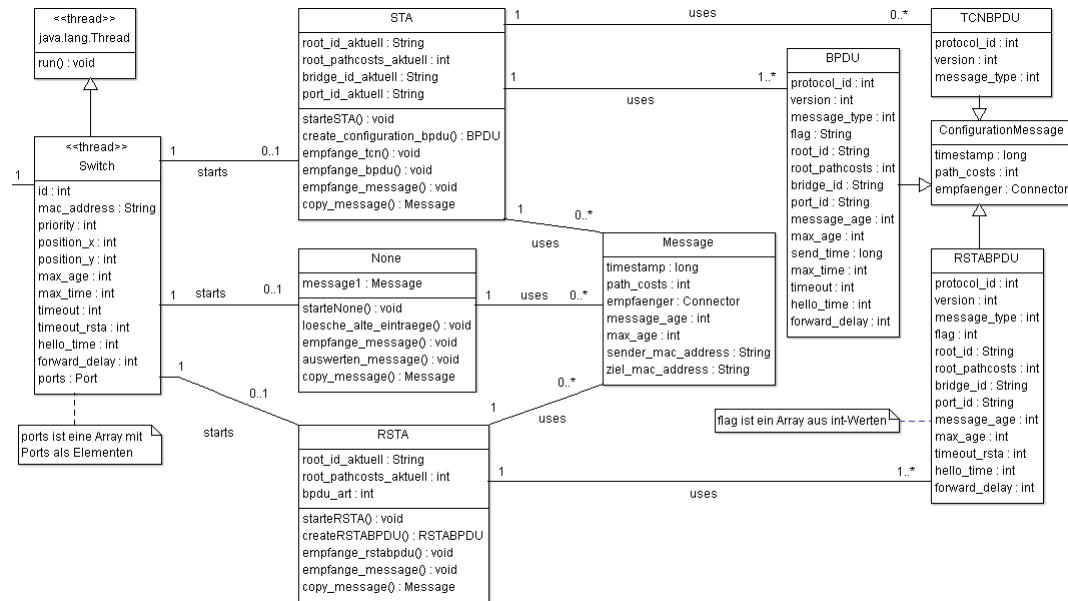 <<thread>>
java.lang.Thread
run() : void
<<thread>>
Switch
id : int
mac_address : String
priority : int
position_x : int
position_y : int
max_age : int
max_time : int
timeout : int
timeout_rsta : int
hello_time : int
forward_delay : int
ports : Port
1
ports ist eine Array mit
Ports als Elementen
1
0..1
starts
1
starts
0..1
1
0..1
starts
STA
root_id_aktuell : String
root_pathcosts_aktuell : int
bridge_id_aktuell : String
port_id_aktuell : String
starteSTA() : void
create_configuration_bpdu() : BPDU
empfange_tcn() : void
empfange_bpdu() : void
empfange_message() : void
copy_message() : Message
None
message1 : Message
starteNone() : void
loesche_alte_eintraege() : void
empfange_message() : void
auswerten_message() : void
copy_message() : Message
RSTA
root_id_aktuell : String
root_pathcosts_aktuell : int
bpdu_art : int
starteRSTA() : void
createRSTABPDU() : RSTABPDU
empfange_rstabpdu() : void
empfange_message() : void
copy_message() : Message
1
uses
0..*
1
1..*
uses
1
0..*
uses
1
uses
0..*
0..*
1
uses
1
1..*
uses
Message
timestamp : long
path_costs : int
empfaenger : Connector
message_age : int
max_age : int
sender_mac_address : String
ziel_mac_address : String
BPDU
protocol_id : int
version : int
message_type : int
flag : String
root_id : String
root_pathcosts : int
bridge_id : String
port_id : String
message_age : int
max_age : int
send_time : long
max_time : int
timeout : int
hello_time : int
forward_delay : int
flag ist ein Array aus int-Werten
TCNBPDU
protocol_id : int
version : int
message_type : int
ConfigurationMessage
timestamp : long
path_costs : int
empfaenger : Connector
RSTABPDU
protocol_id : int
version : int
message_type : int
flag : int
root_id : String
root_pathcosts : int
bridge_id : String
port_id : String
message_age : int
max_age : int
timeout_rsta : int
hello_time : int
forward_delay : int